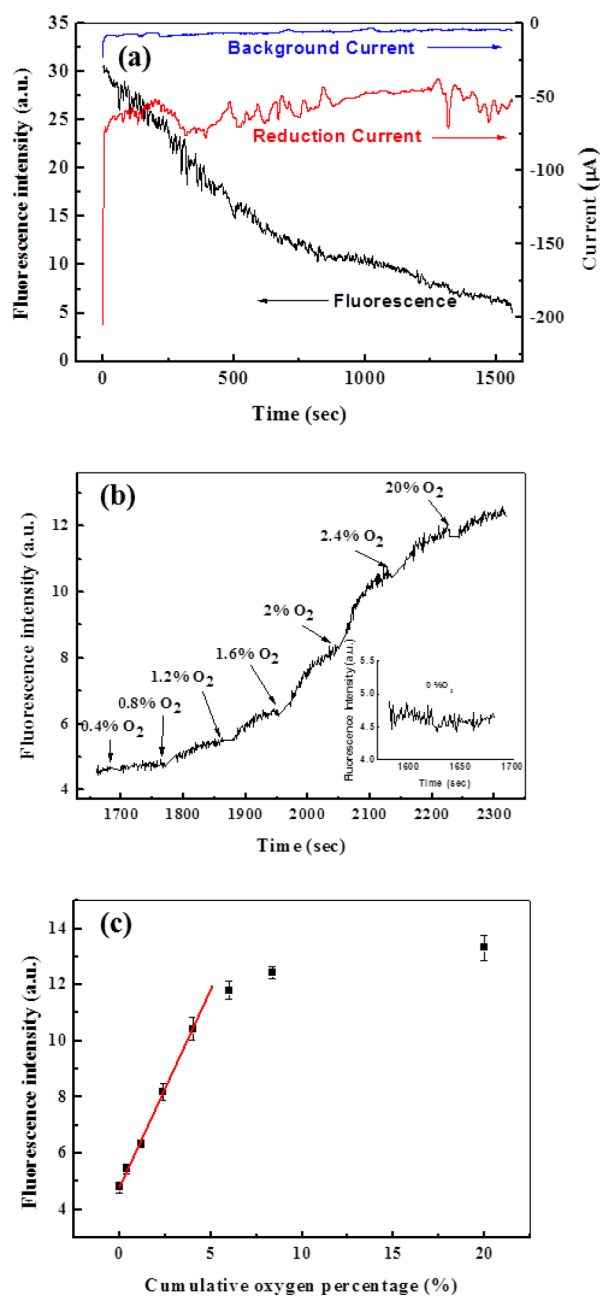 (a)
Background Current
Reduction Current
Fluorescence
Fluorescence intensity (a.u.)
35
30
25
20
15
10
5
0
0
-50
-100
-150
-200
Current (µA)
0 500 1000 1500
Time (sec)
(b)
20% O2
2.4% O2
2% O2
1.6% O2
1.2% O2
0.8% O2
0.4% O2
Fluorescence intensity (a.u.)
12
10
8
6
4
1700 1800 1900 2000 2100 2200 2300
Time (sec)
Fluorescence Intensity (a.u.)
5.5
5.0
4.5
4.0
0 %O2
1600 1650 1700
Time (sec)
(c)
Fluorescence intensity (a.u.)
14
12
10
8
6
4
0 5 10 15 20
Cumulative oxygen percentage (%)